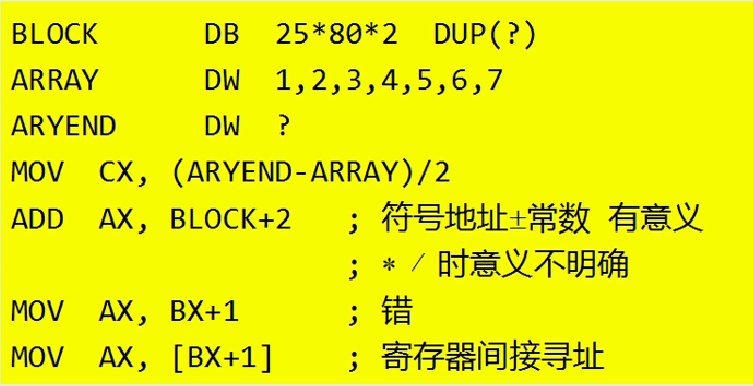 BLOCK DB 25*80*2 DUP(?)
ARRAY DW 1,2,3,4,5,6,7
ARYEND DW ?
MOV CX, (ARYEND-ARRAY)/2
ADD AX, BLOCK+2 ; 符号地址±常数 有意义
; * / 时意义不明确
MOV AX, BX+1 ; 错
MOV AX, [BX+1] ; 寄存器间接寻址